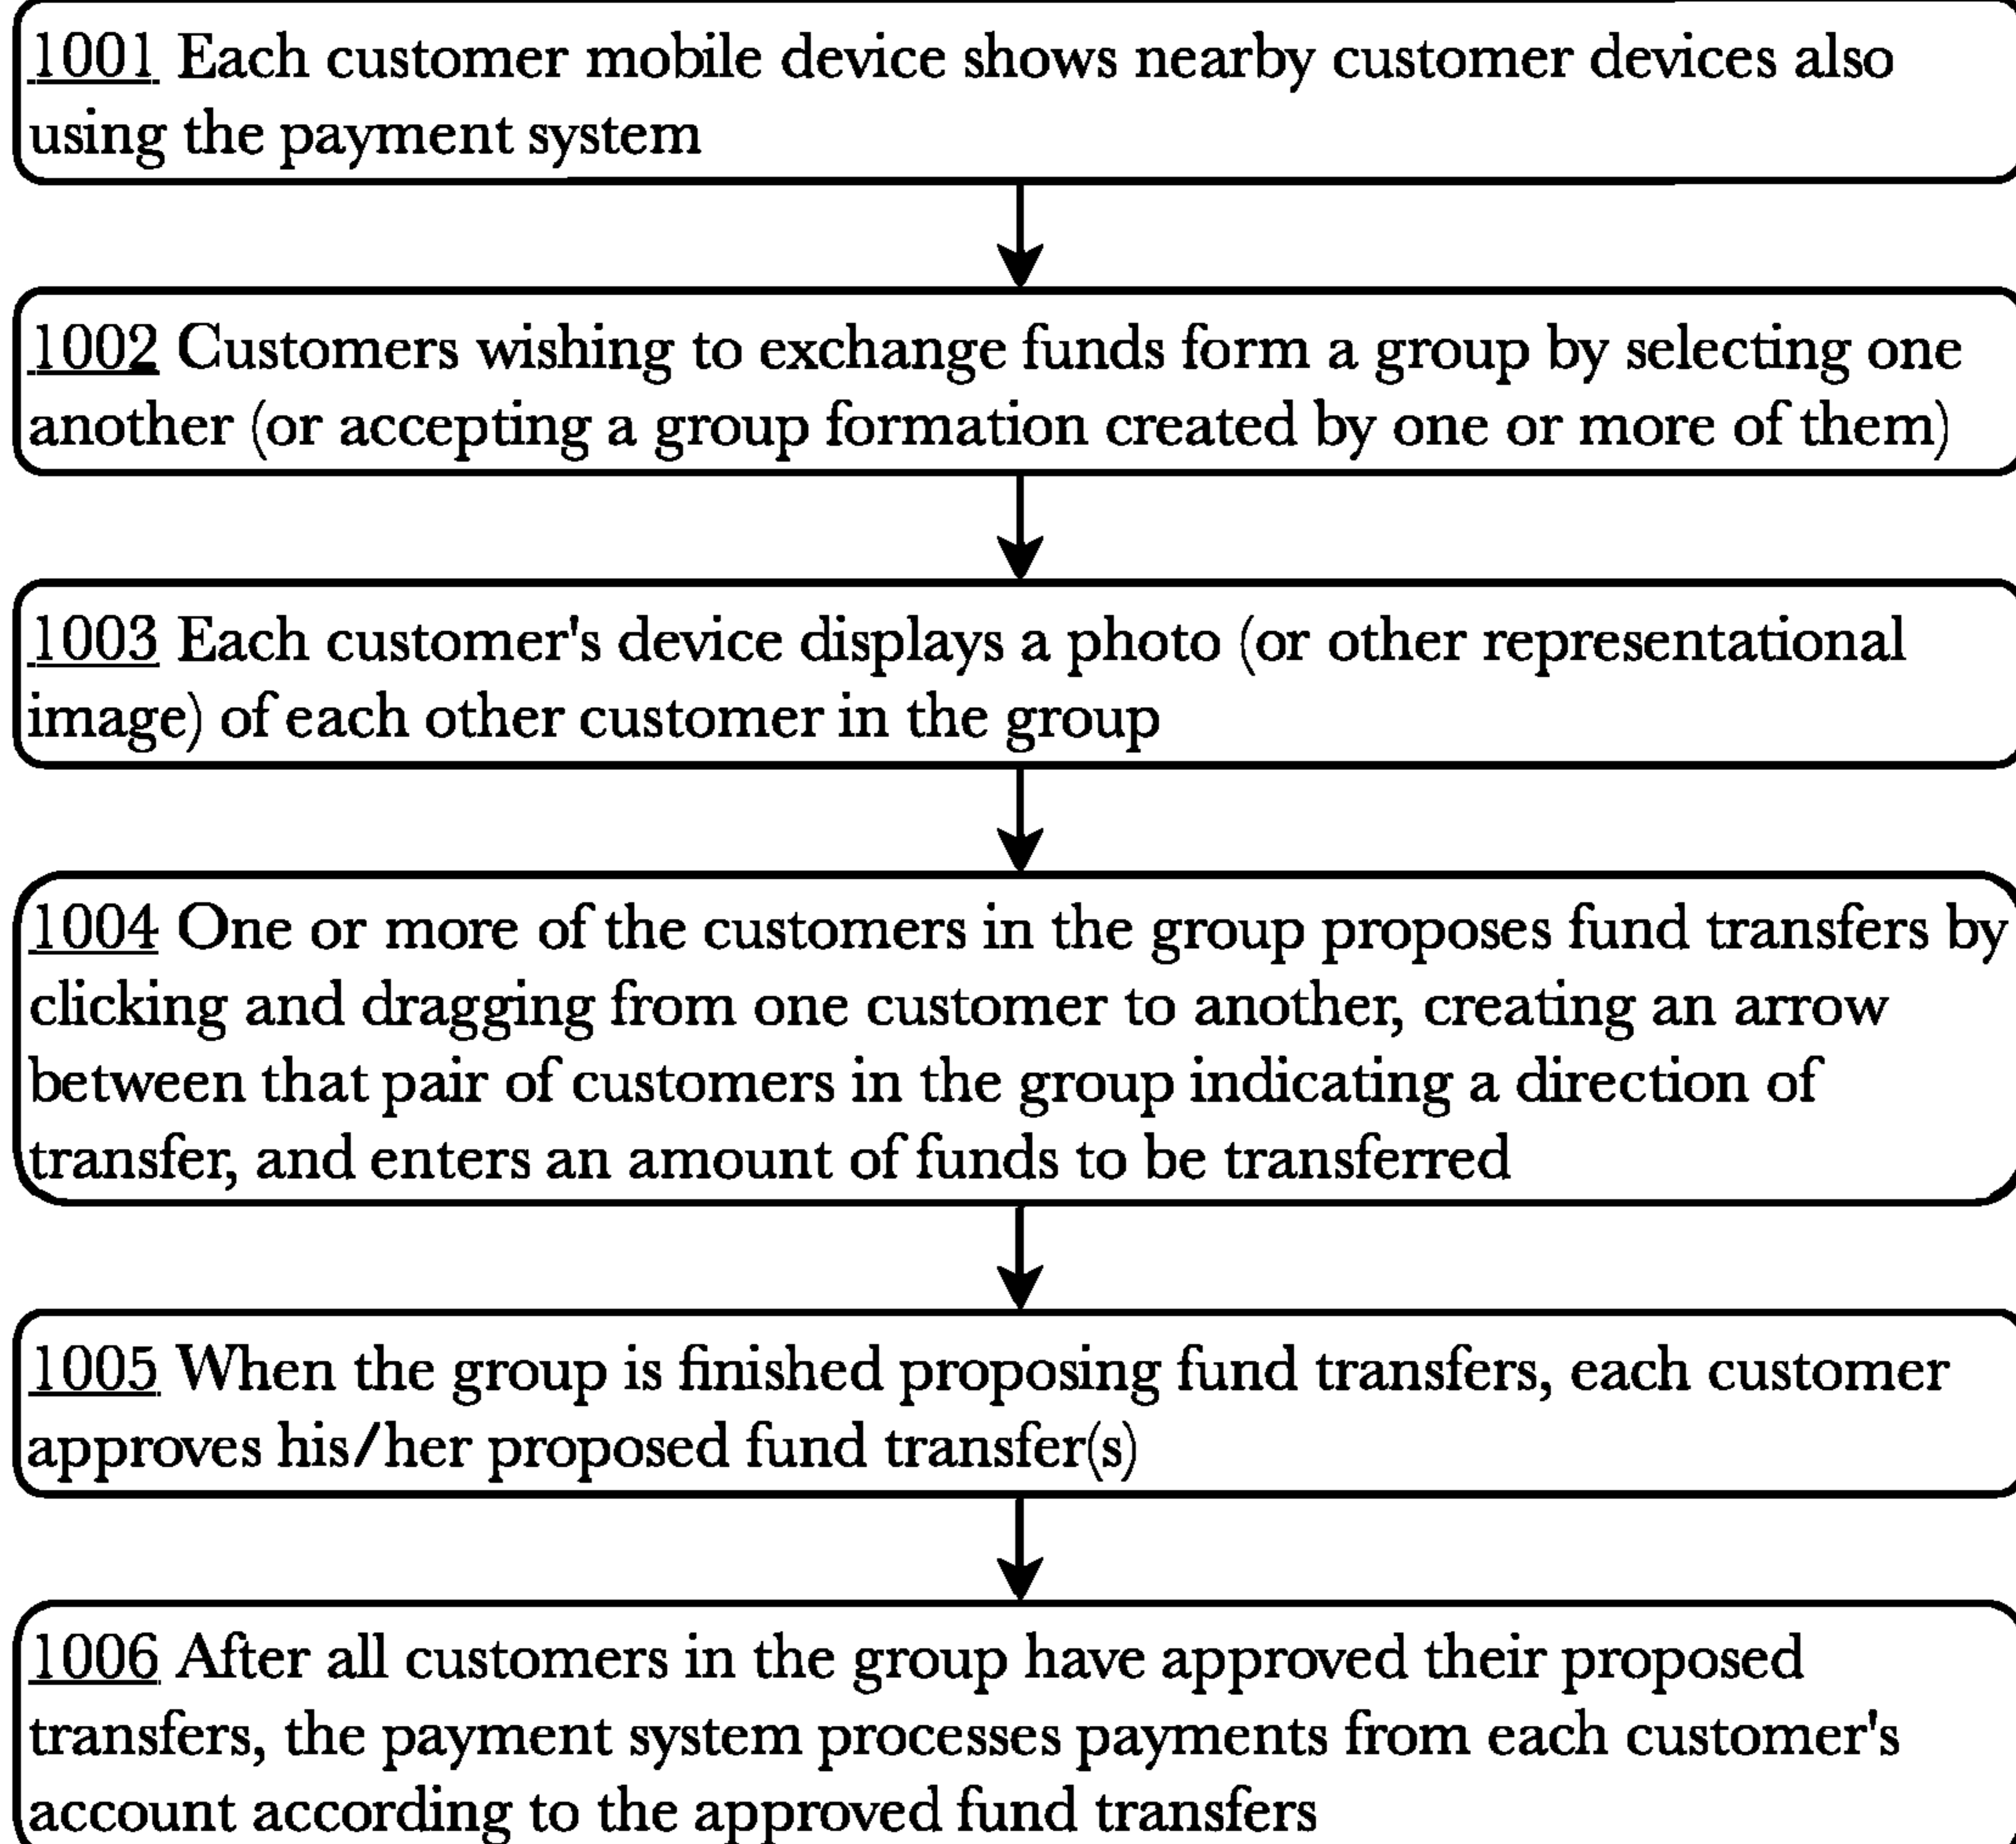 1001 Each customer mobile device shows nearby customer devices also
using the payment system
1002 Customers wishing to exchange funds form a group by selecting one
another (or accepting a group formation created by one or more of them)
1003 Each customer's device displays a photo (or other representational
image) of each other customer in the group
1004 One or more of the customers in the group proposes fund transfers by
clicking and dragging from one customer to another, creating an arrow
between that pair of customers in the group indicating a direction of
transfer, and enters an amount of funds to be transferred
1005 When the group is finished proposing fund transfers, each customer
approves his/her proposed fund transfer(s)
1006 After all customers in the group have approved their proposed
transfers, the payment system processes payments from each customer's
account according to the approved fund transfers